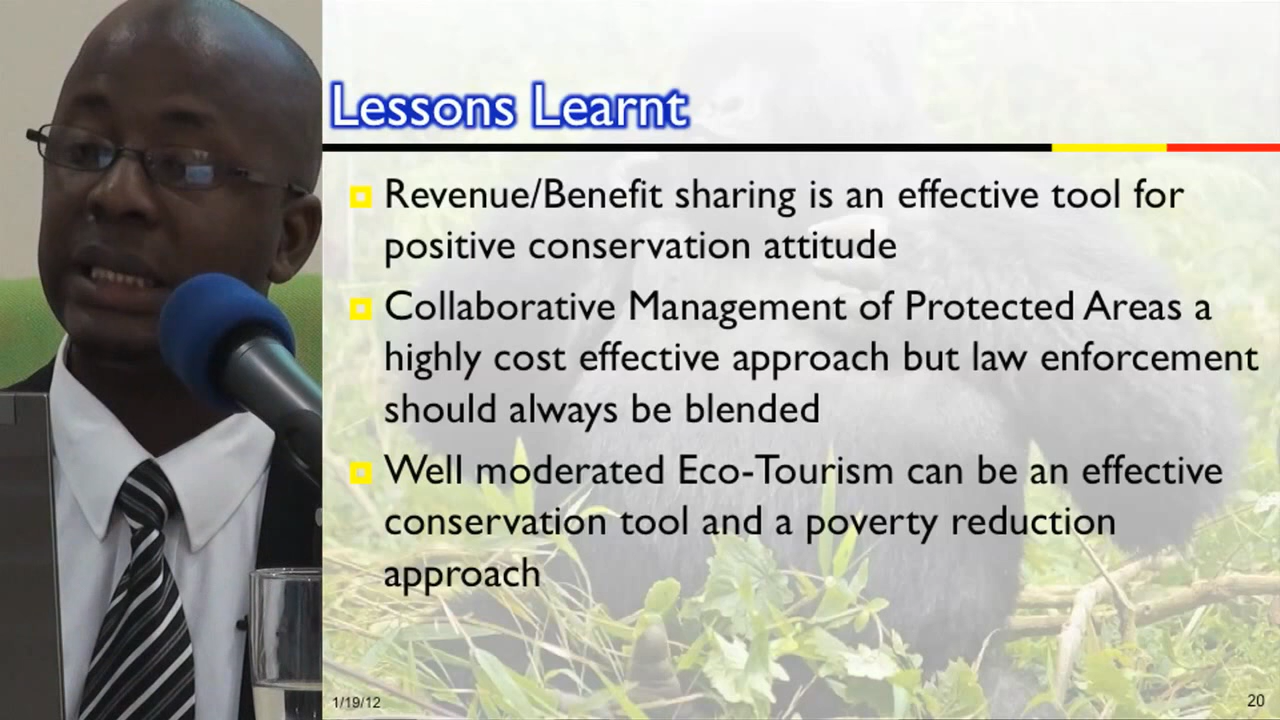 Lessons Learnt
Revenue/Benefit sharing is an effective tool for
positive conservation attitude
Collaborative Management of Protected Areas a
highly cost effective approach but law enforcement
should always be blended
Well moderated Eco-Tourism can be an effective
conservation tool and a poverty reduction
approach
1/19/12
20